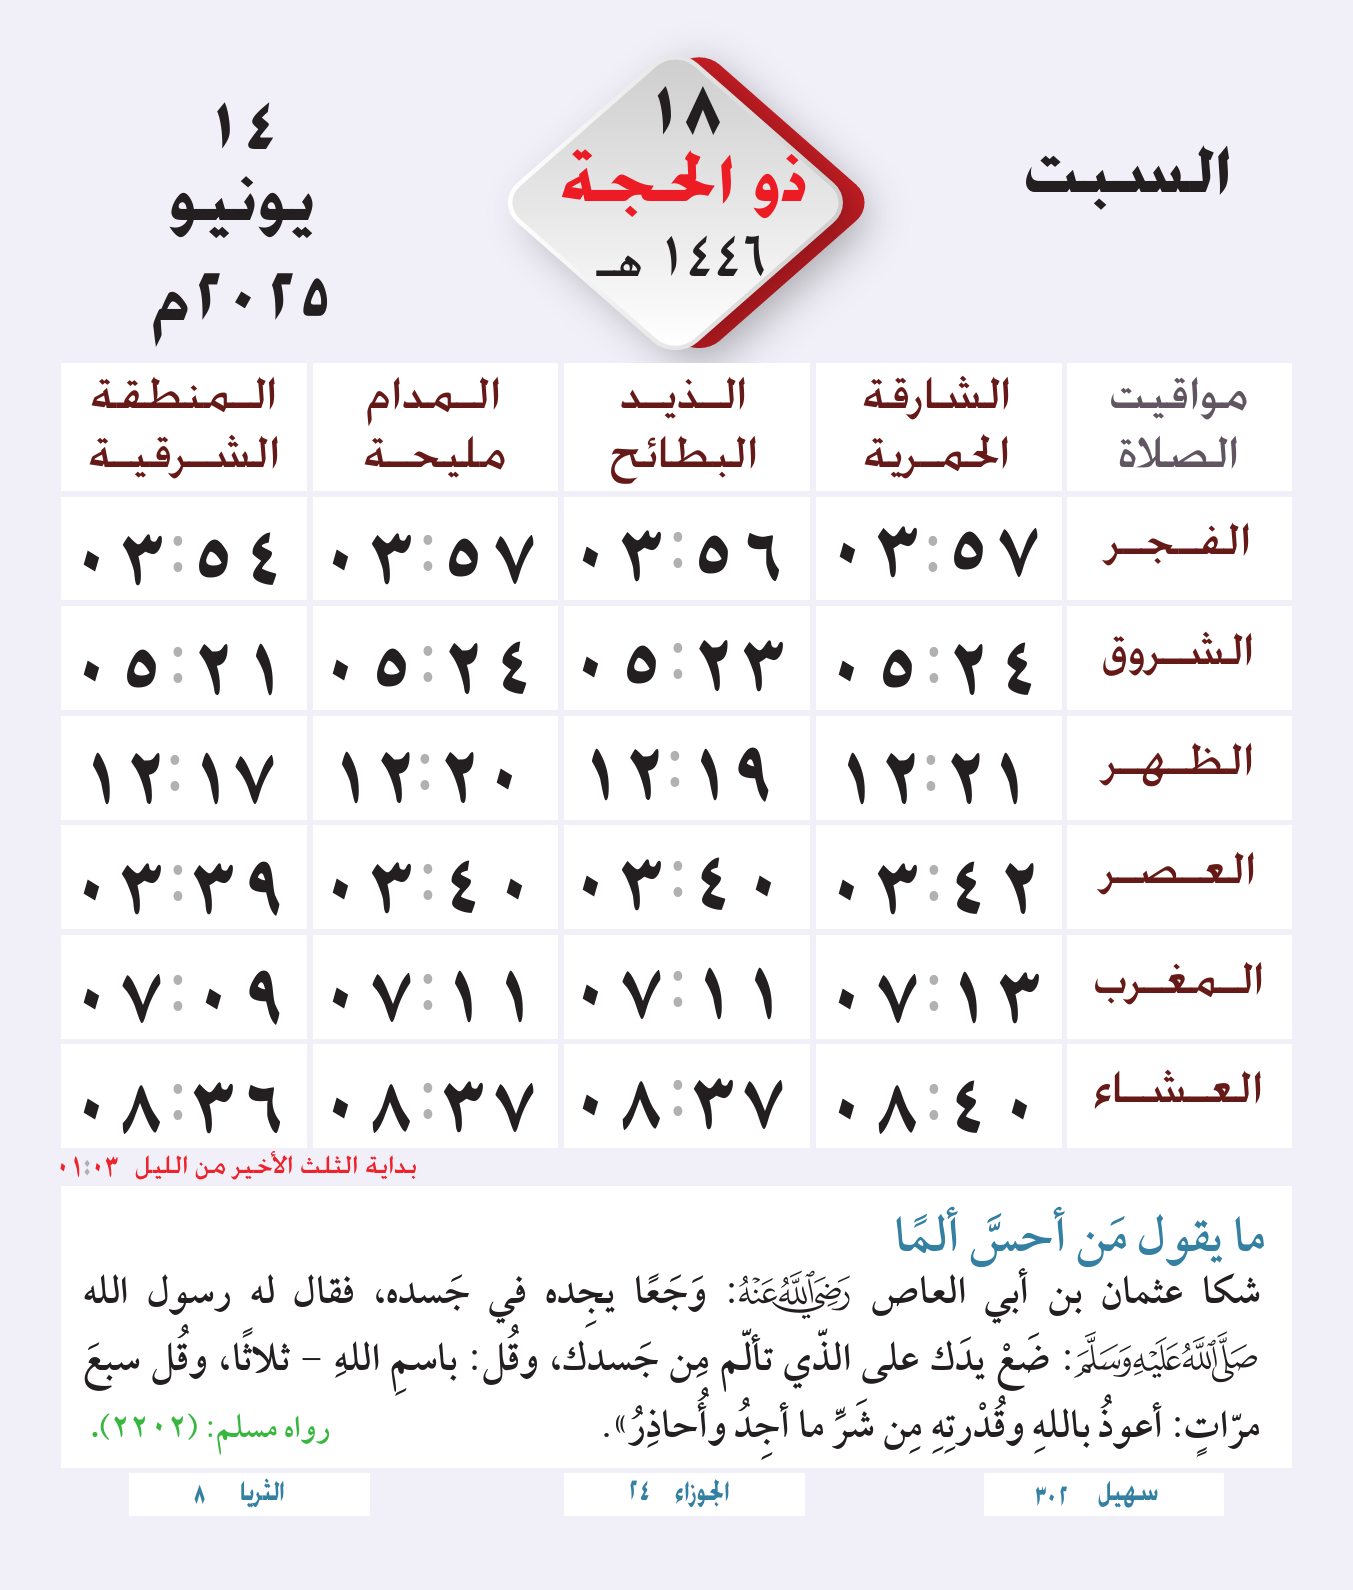 السبت
١٨
ذو الحجة
١٤٤٦ هـ
١٤
يونيو
٢٠٢٥م
مواقيت الصلاة	الشارقة الحمرية	الذيد البطائح	المدام مليحة	المنطقة الشرقية
الفجر	٠٣:٥٧	٠٣:٥٦	٠٣:٥٧	٠٣:٥٤
الشروق	٠٥:٢٤	٠٥:٢٣	٠٥:٢٤	٠٥:٢١
الظهر	١٢:٢١	١٢:١٩	١٢:٢٠	١٢:١٧
العصر	٠٣:٤٢	٠٣:٤٠	٠٣:٤٠	٠٣:٣٩
المغرب	٠٧:١٣	٠٧:١١	٠٧:١١	٠٧:٠٩
العشاء	٠٨:٤٠	٠٨:٣٧	٠٨:٣٧	٠٨:٣٦
بداية الثلث الأخير من الليل ٠١:٠٣
ما يقول مَن أحسَّ ألمًا
شكا عثمان بن أبي العاص رَضِيَ اللَّهُ عَنْهُ: وَجَعًا يجِده في جَسده، فقال له رسول الله
صَلَّى اللَّهُ عَلَيْهِ وَسَلَّمَ: ضَعْ يدَك على الذّي تألّم مِن جَسدك، وقُل: باسمِ اللهِ – ثلاثًا، وقُل سبعَ
مرّاتٍ: أعوذُ باللهِ وقُدْرتِهِ مِن شَرِّ ما أجِدُ وأُحاذِرُ».	رواه مسلم: (٢٢٠٢).
سهيل ٣٠٢	الجوزاء ٢٤	الثريا ٨